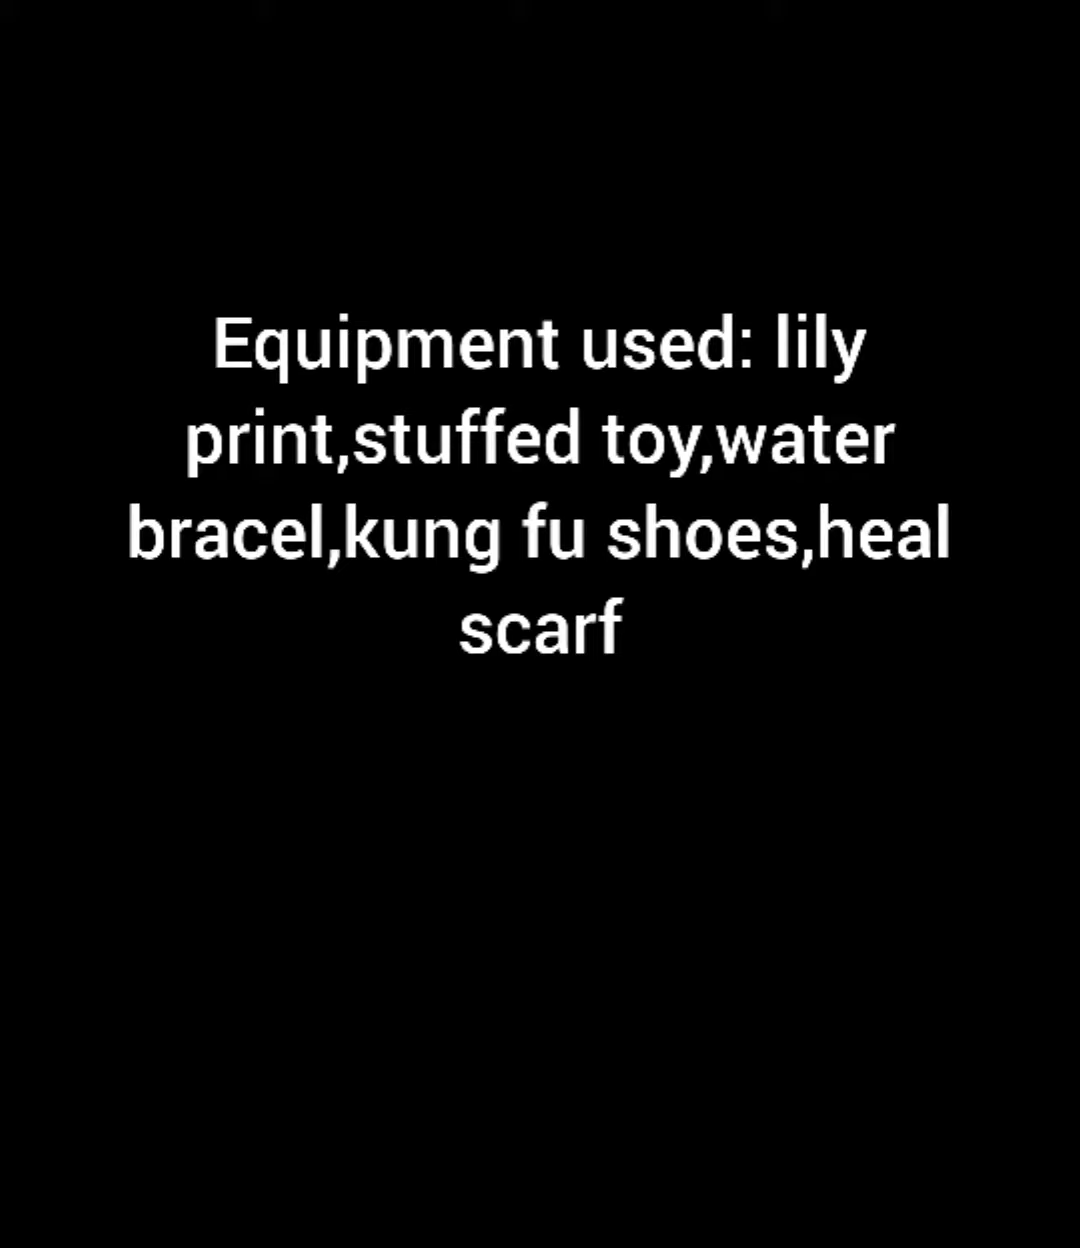 Equipment used: lily
print,stuffed toy,water
bracel,kung fu shoes,heal
scarf